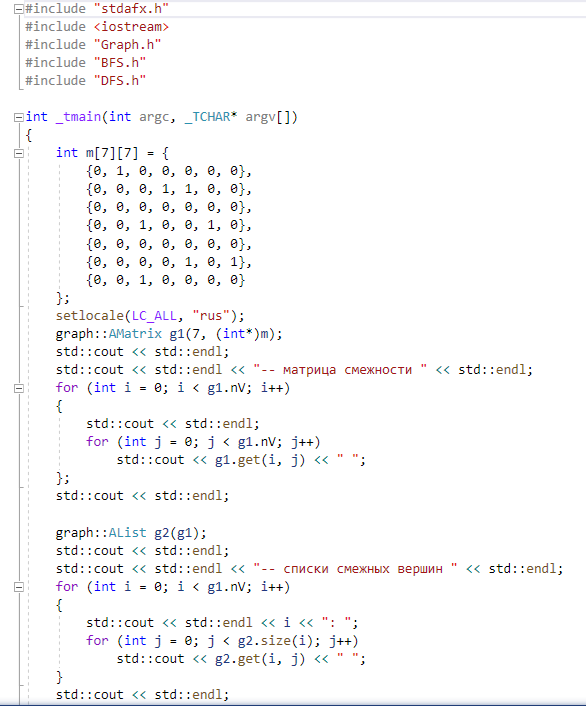 #include "stdafx.h"
#include <iostream>
#include "Graph.h"
#include "BFS.h"
#include "DFS.h"

int _tmain(int argc, _TCHAR* argv[])
{
    int m[7][7] = {
        {0, 1, 0, 0, 0, 0, 0},
        {0, 0, 0, 1, 1, 0, 0},
        {0, 0, 0, 0, 0, 0, 0},
        {0, 0, 1, 0, 0, 1, 0},
        {0, 0, 0, 0, 0, 0, 0},
        {0, 0, 0, 0, 1, 0, 1},
        {0, 0, 1, 0, 0, 0, 0}
    };
    setlocale(LC_ALL, "rus");
    graph::AMatrix g1(7, (int*)m);
    std::cout << std::endl;
    std::cout << std::endl << "-- матрица смежности " << std::endl;
    for (int i = 0; i < g1.nV; i++)
    {
        std::cout << std::endl;
        for (int j = 0; j < g1.nV; j++)
            std::cout << g1.get(i, j) << " ";
    };
    std::cout << std::endl;

    graph::AList g2(g1);
    std::cout << std::endl;
    std::cout << std::endl << "-- списки смежных вершин " << std::endl;
    for (int i = 0; i < g1.nV; i++)
    {
        std::cout << std::endl << i << ": ";
        for (int j = 0; j < g2.size(i); j++)
            std::cout << g2.get(i, j) << " ";
    }
    std::cout << std::endl;